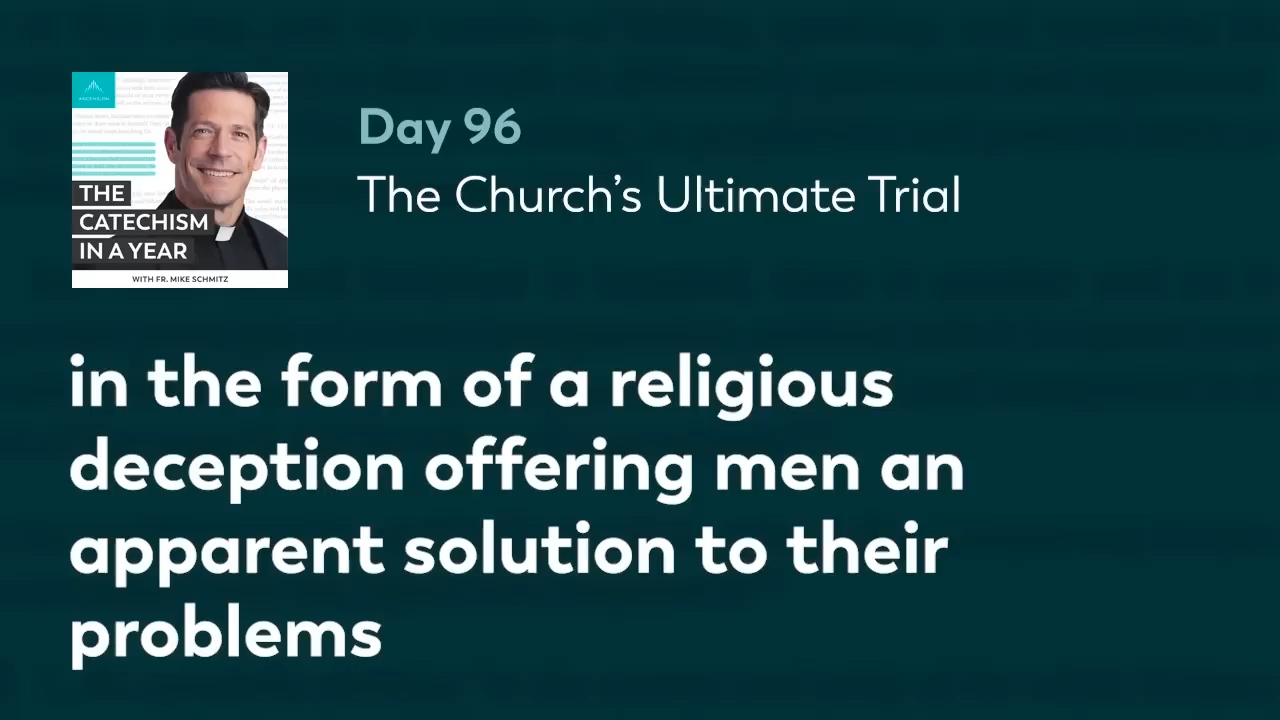 ASCENSION
THE
CATECHISM
IN A YEAR
WITH FR. MIKE SCHMITZ
Day 96
The Church’s Ultimate Trial
in the form of a religious
deception offering men an
apparent solution to their
problems